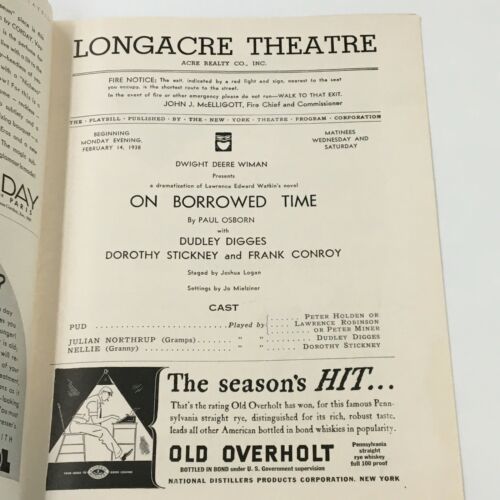 LONGACRE THEATRE
ACRE REALTY CO., INC.
FIRE NOTICE: The exit, indicated by a red light and sign, nearest to the seat
you occupy, is the shortest route to the street.
In the event of fire or other emergency please do not run—WALK TO THAT EXIT.
JOHN J. McELLIGOTT, Fire Chief and Commissioner
THE · PLAYBILL · PUBLISHED · BY · THE · NEW · YORK · THEATRE · PROGRAM · CORPORATION
BEGINNING
MONDAY EVENING,
FEBRUARY 14, 1938
MATINEES
WEDNESDAY AND
SATURDAY
DWIGHT DEERE WIMAN
Presents
a dramatization of Lawrence Edward Watkin's novel
ON BORROWED TIME
By PAUL OSBORN
with
DUDLEY DIGGES
DOROTHY STICKNEY and FRANK CONROY
Staged by Joshua Logan
Settings by Jo Mielziner
CAST
PUD Played by PETER HOLDEN OR
LAWRENCE ROBINSON
or PETER MINER
JULIAN NORTHRUP (Gramps) " " DUDLEY DIGGES
NELLIE (Granny) " " DOROTHY STICKNEY
The season's HIT...
That's the rating Old Overholt has won, for this famous Penn-
sylvania straight rye, distinguished for its rich, robust taste,
leads all other American bottled in bond whiskies in popularity.
OLD OVERHOLT
BOTTLED IN BOND under U. S. Government supervision
Pennsylvania
straight
rye whiskey
full 100 proof
NATIONAL DISTILLERS PRODUCTS CORPORATION, NEW YORK
DAY
PARIS